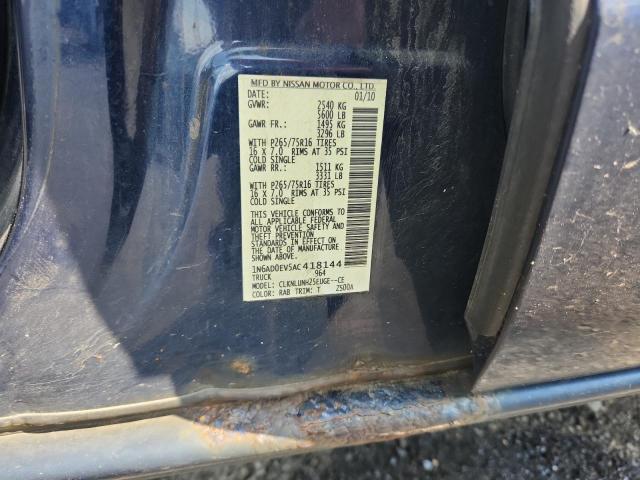 MFD BY NISSAN MOTOR CO., LTD.
DATE: 01/10
GVWR: 2540 KG
5600 LB
GAWR FR.: 1495 KG
3296 LB
WITH P265/75R16 TIRES
16 X 7.0 RIMS AT 35 PSI
COLD SINGLE
GAWR RR.: 1511 KG
3331 LB
WITH P265/75R16 TIRES
16 X 7.0 RIMS AT 35 PSI
COLD SINGLE
THIS VEHICLE CONFORMS TO
ALL APPLICABLE FEDERAL
MOTOR VEHICLE SAFETY AND
THEFT PREVENTION
STANDARDS IN EFFECT ON
THE DATE OF MANUFACTURE
SHOWN ABOVE.
1N6AD0EV5AC418144
TRUCK 964
MODEL: CLKNLUNH25EUGE--CE
COLOR: RAB TRIM: T 2500A